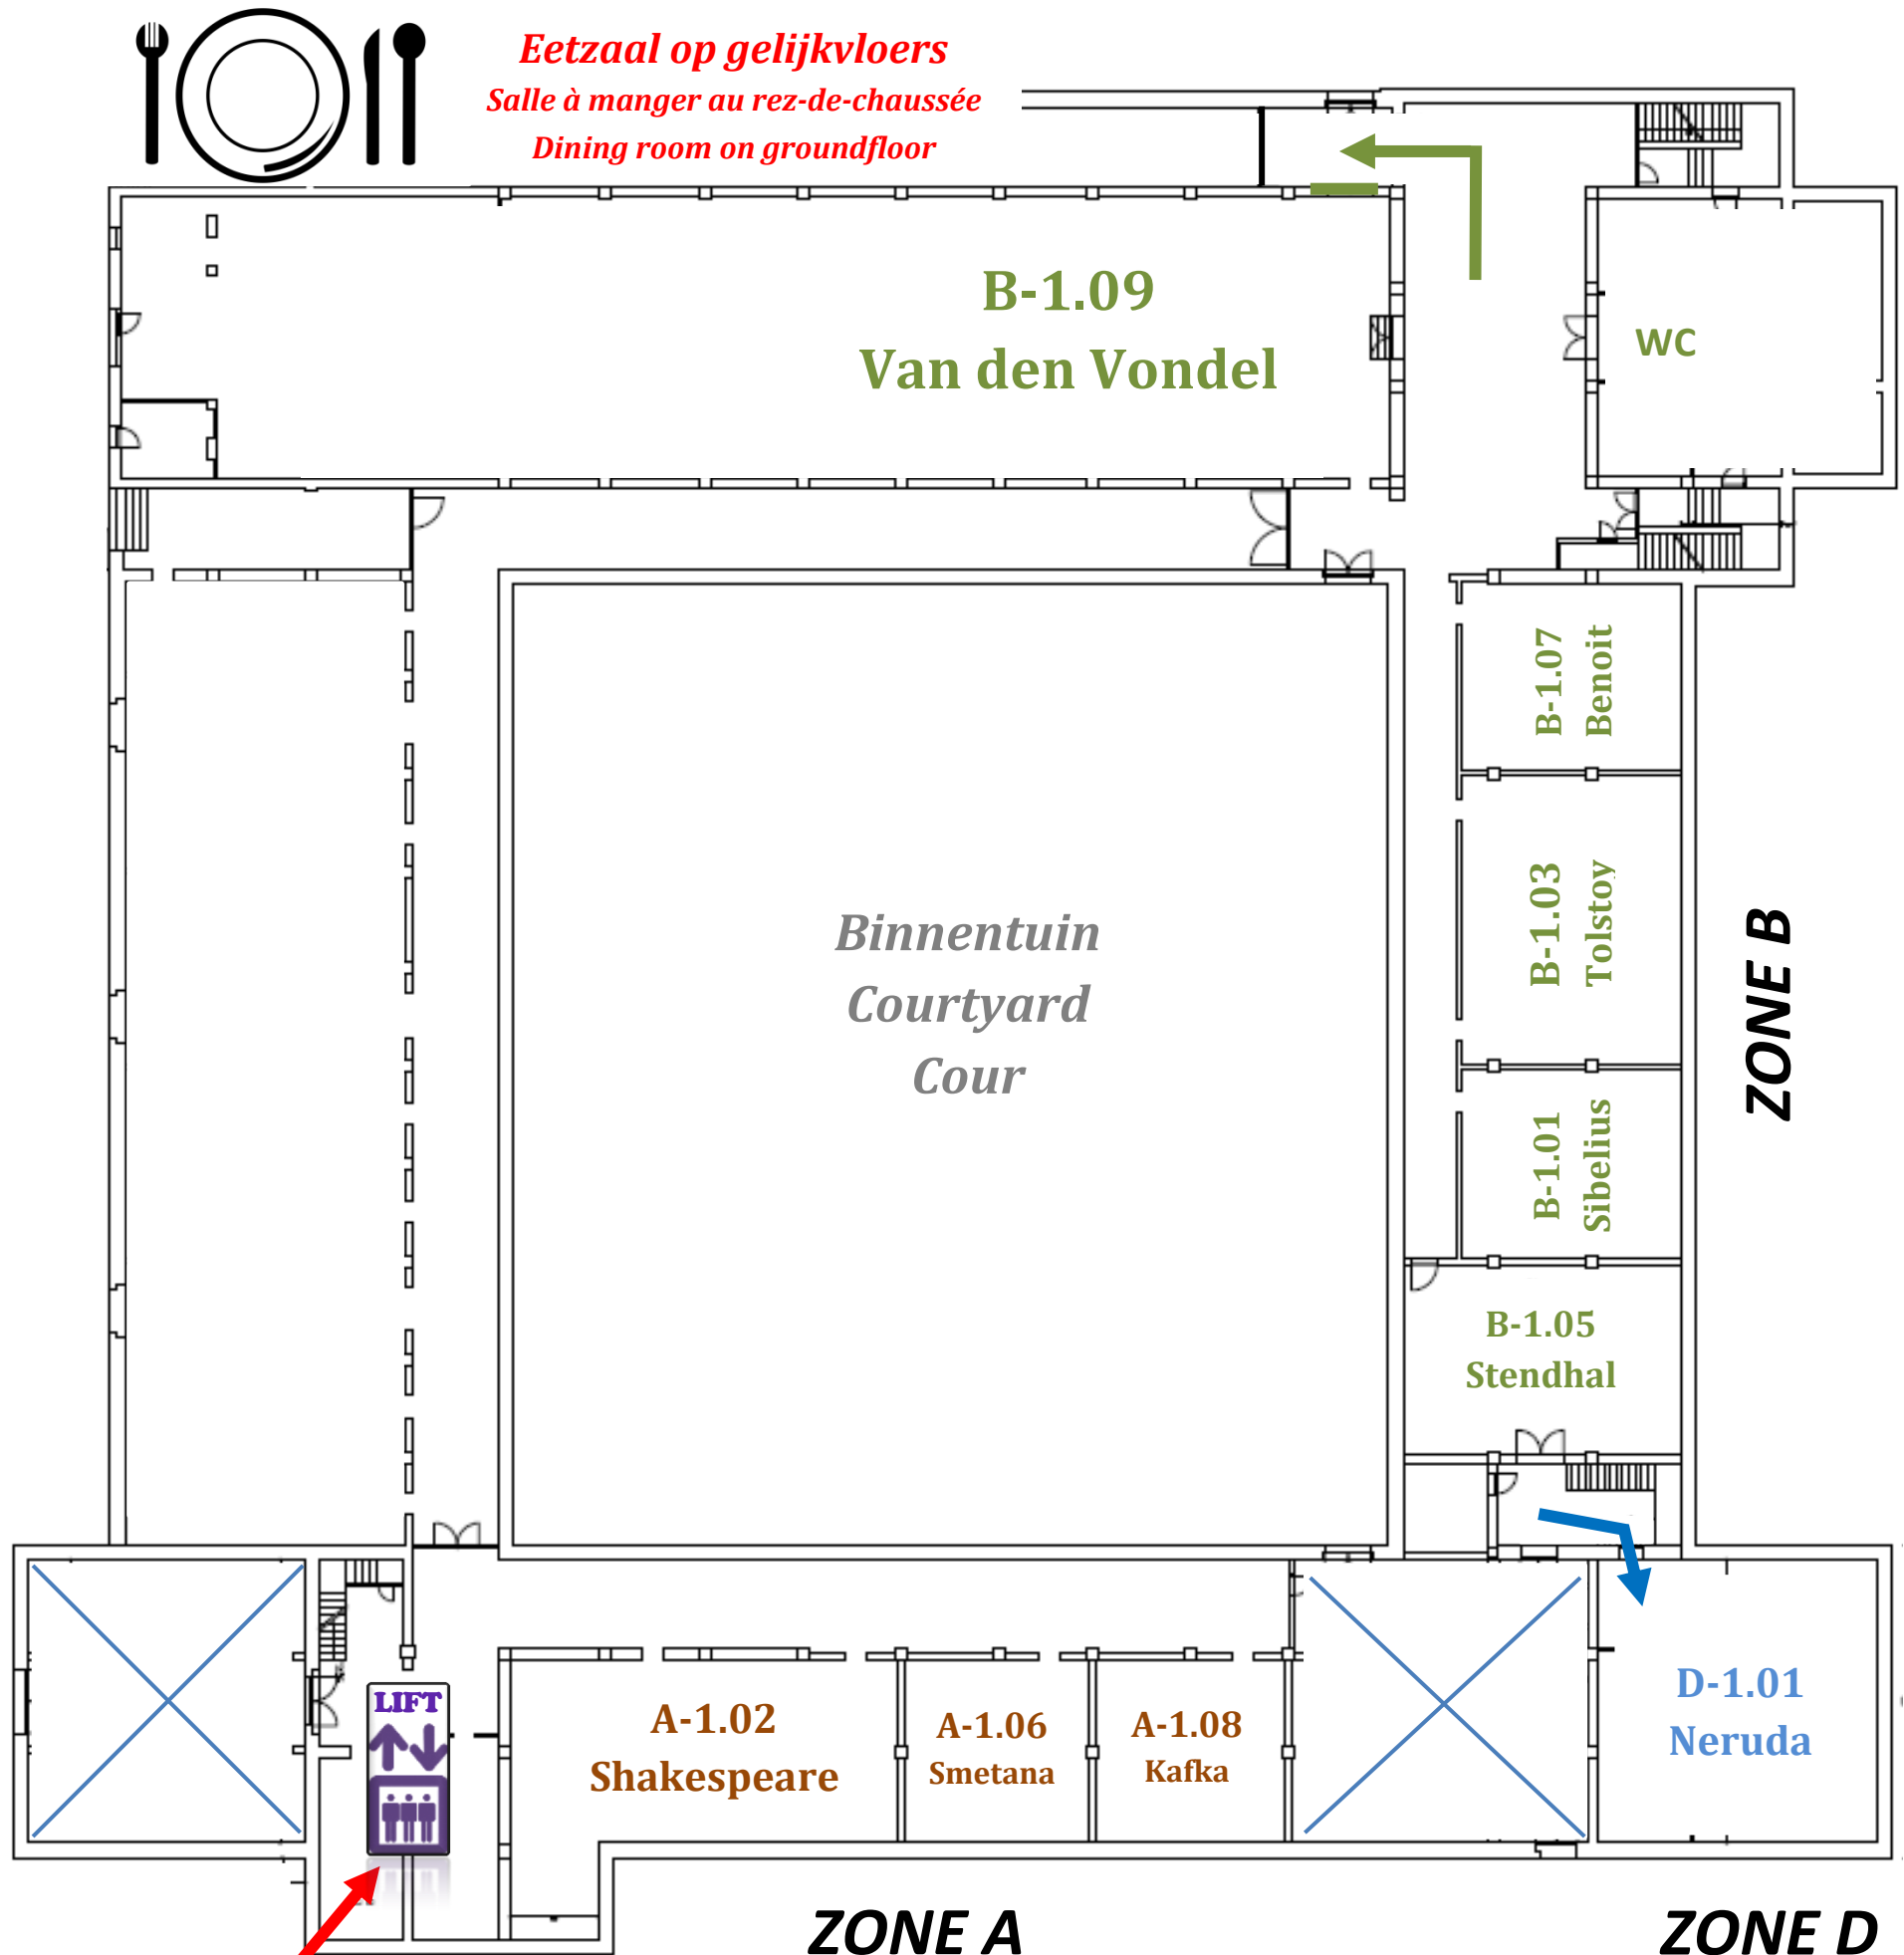 Eetzaal op gelijkvloers
Salle à manger au rez-de-chaussée
Dining room on groundfloor
B-1.09
Van den Vondel
WC
B-1.07
Benoit
Binnentuin
Courtyard
Cour
B-1.03
Tolstoy
ZONE B
B-1.01
Sibelius
B-1.05
Stendhal
LIFT
A-1.02
Shakespeare
A-1.06
Smetana
A-1.08
Kafka
D-1.01
Neruda
ZONE A
ZONE D